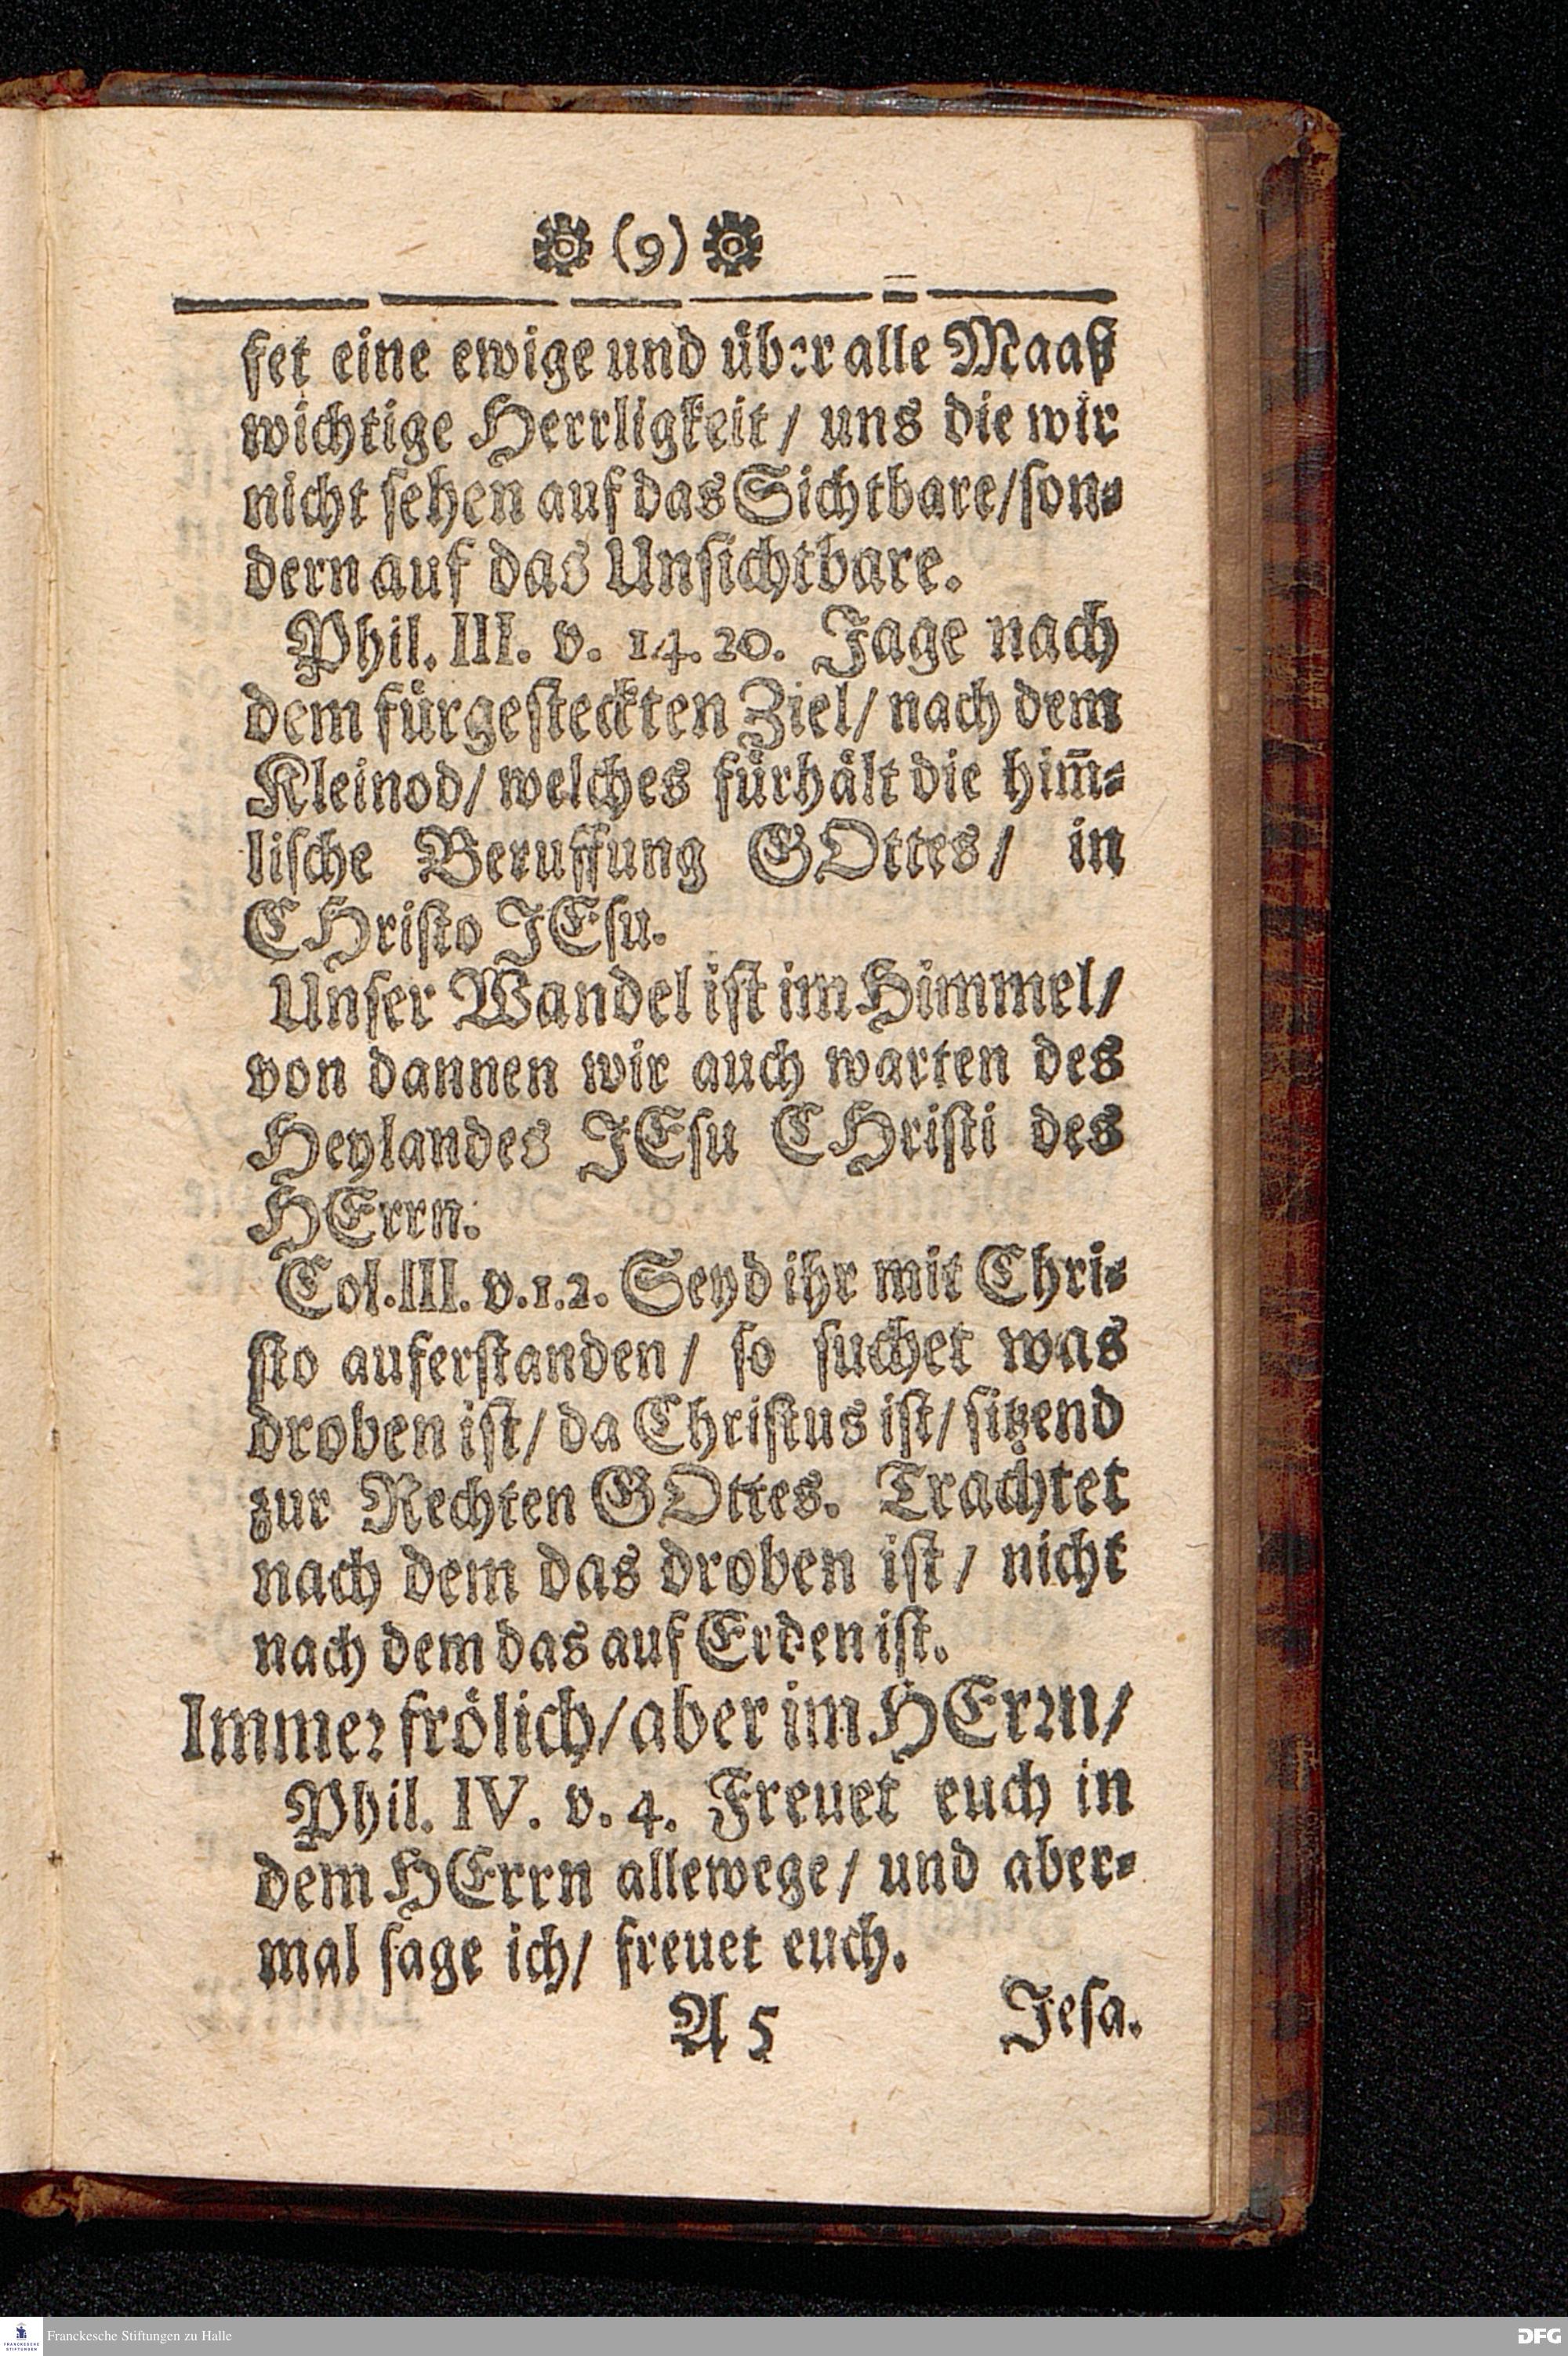 (9)
fet eine ewige und über alle Maaß
wichtige Herrligkeit / uns die wir
nicht sehen auf das Sichtbare/son⸗
dern auf das Unsichtbare.
Phil. III. v. 14. 20. Jage nach
dem fürgesteckten Ziel/ nach dem
Kleinod/ welches fürhält die him̄⸗
lische Beruffung GOttes/ in
CHristo JEsu.
Unser Wandel ist im Himmel/
von dannen wir auch warten des
Heylandes JEsu CHristi des
HErrn.
Col. III. v. 1. 2. Seyd ihr mit Chri⸗
sto auferstanden/ so suchet was
droben ist/ da Christus ist/ sitzend
zur Rechten GOttes. Trachtet
nach dem das droben ist/ nicht
nach dem das auf Erden ist.
Immer frölich/ aber im HErrn/
Phil. IV. v. 4. Freuet euch in
dem HErrn allewege/ und aber⸗
mal sage ich/ freuet euch.
A 5 Jesa.
Franckesche Stiftungen zu Halle
DFG